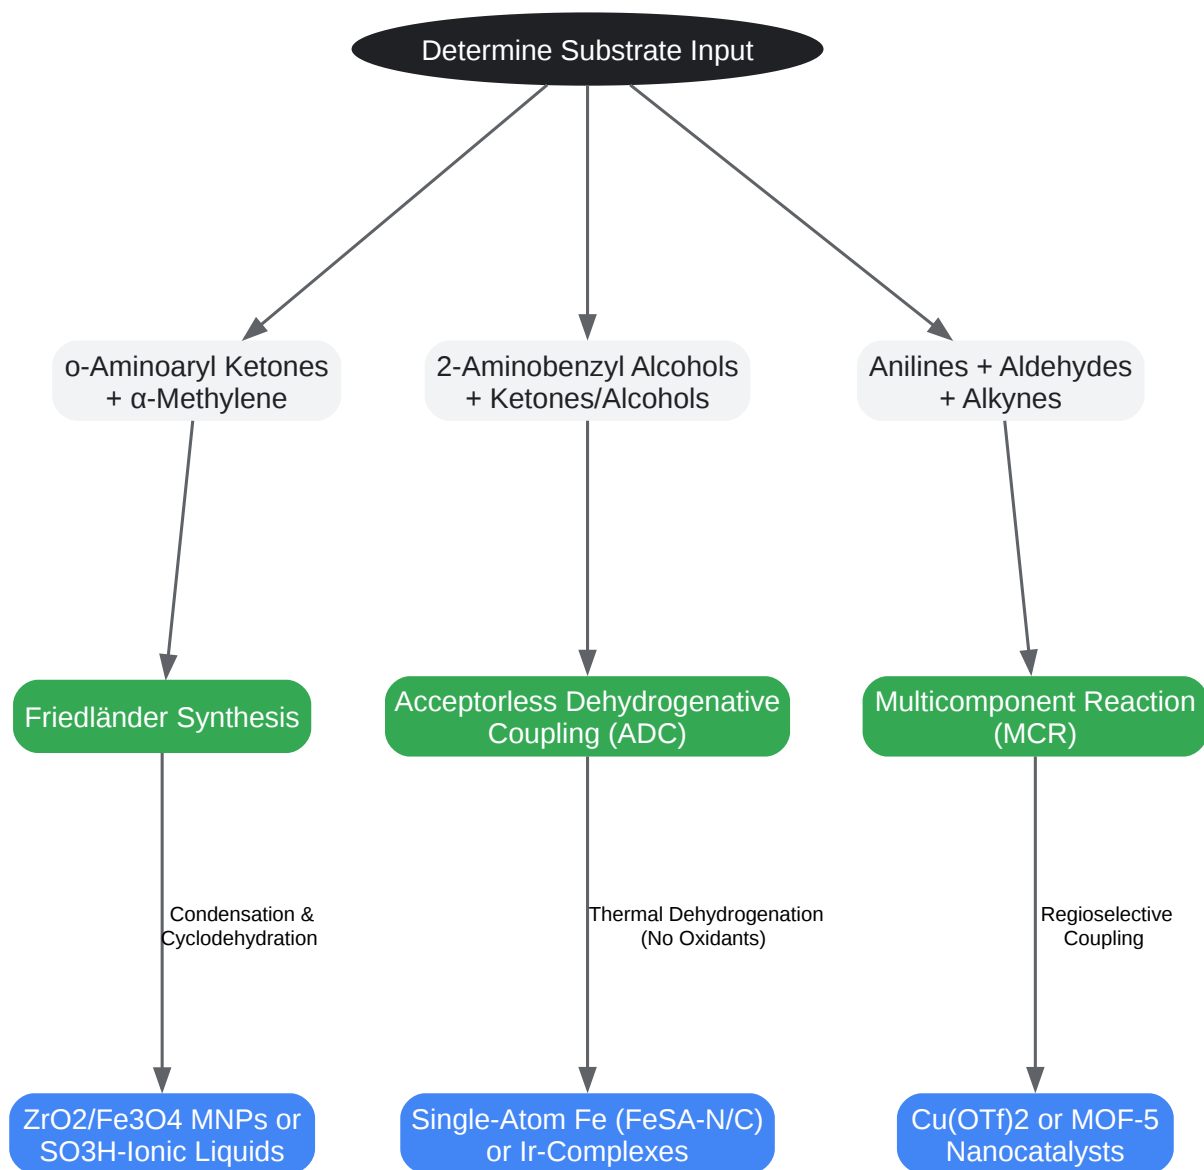 Determine Substrate Input
o-Aminoaryl Ketones
+ α-Methylene
2-Aminobenzyl Alcohols
+ Ketones/Alcohols
Anilines + Aldehydes
+ Alkynes
Friedländer Synthesis
Acceptorless Dehydrogenative
Coupling (ADC)
Multicomponent Reaction
(MCR)
Condensation &
Cyclodehydration
Thermal Dehydrogenation
(No Oxidants)
Regioselective
Coupling
ZrO2/Fe3O4 MNPs or
SO3H-Ionic Liquids
Single-Atom Fe (FeSA-N/C)
or Ir-Complexes
Cu(OTf)2 or MOF-5
Nanocatalysts